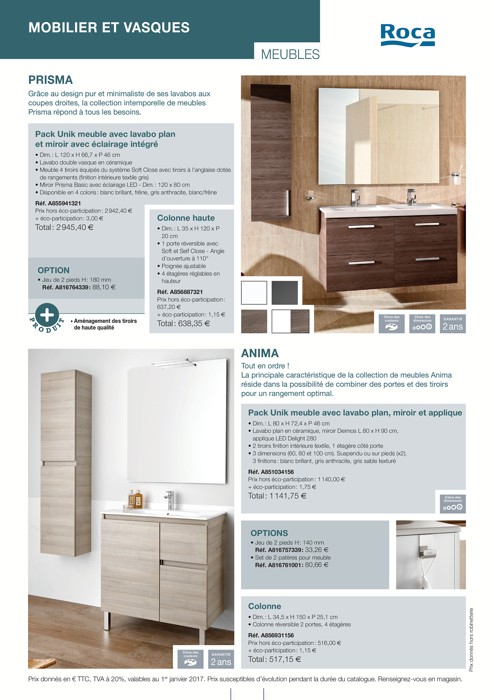 MOBILIER ET VASQUES
Roca
MEUBLES
PRISMA
Grâce au design pur et minimaliste de ses lavabos aux
coupes droites, la collection intemporelle de meubles
Prisma répond à tous les besoins.
Pack Unik meuble avec lavabo plan
et miroir avec éclairage intégré
• Dim. : L 120 x H 66,7 x P 46 cm
• Lavabo double vasque en céramique
• Meuble 4 tiroirs équipés du système Soft Close avec tiroirs à l'anglaise dotés
de rangements (finition intérieure textile gris)
• Miroir Prisma Basic avec éclairage LED - Dim. : 120 x 80 cm
• Disponible en 4 coloris : blanc brillant, frêne, gris anthracite, blanc/frêne
Réf. A855941321
Prix hors éco-participation : 2 942,40 €
+ éco-participation : 3,00 €
Total : 2 945,40 €
Colonne haute
• Dim. : L 35 x H 120 x P
20 cm
• 1 porte réversible avec
Soft et Self Close - Angle
d'ouverture à 110°
• Poignée ajustable
• 4 étagères réglables en
hauteur
Réf. A856887321
Prix hors éco-participation :
637,20 €
+ éco-participation : 1,15 €
Total : 638,35 €
OPTION
• Jeu de 2 pieds H : 180 mm
Réf. A816764339 : 88,10 €
PRODUIT
• Aménagement des tiroirs
de haute qualité
GARANTIE
2 ans
ANIMA
Tout en ordre !
La principale caractéristique de la collection de meubles Anima
réside dans la possibilité de combiner des portes et des tiroirs
pour un rangement optimal.
Pack Unik meuble avec lavabo plan, miroir et applique
• Dim. : L 80 x H 72,4 x P 46 cm
• Lavabo plan en céramique, miroir Deimos L 80 x H 90 cm,
applique LED Delight 280
• 2 tiroirs finition intérieure textile, 1 étagère côté porte
• 3 dimensions (60, 80 et 100 cm). Suspendu ou sur pieds (x2),
3 finitions : blanc brillant, gris anthracite, gris sable texturé
Réf. A851034156
Prix hors éco-participation : 1 140,00 €
+ éco-participation : 1,75 €
Total : 1 141,75 €
OPTIONS
• Jeu de 2 pieds H : 140 mm
Réf. A816757339 : 33,26 €
• Set de 2 patères pour meuble
Réf. A816761001 : 80,66 €
Colonne
• Dim. : L 34,5 x H 150 x P 25,1 cm
• Colonne réversible 2 portes, 4 étagères
Réf. A856931156
Prix hors éco-participation : 516,00 €
+ éco-participation : 1,15 €
Total : 517,15 €
GARANTIE
2 ans
Prix donnés hors robinetterie
Prix donnés en € TTC, TVA à 20%, valables au 1er janvier 2017. Prix susceptibles d'évolution pendant la durée du catalogue. Renseignez-vous en magasin.